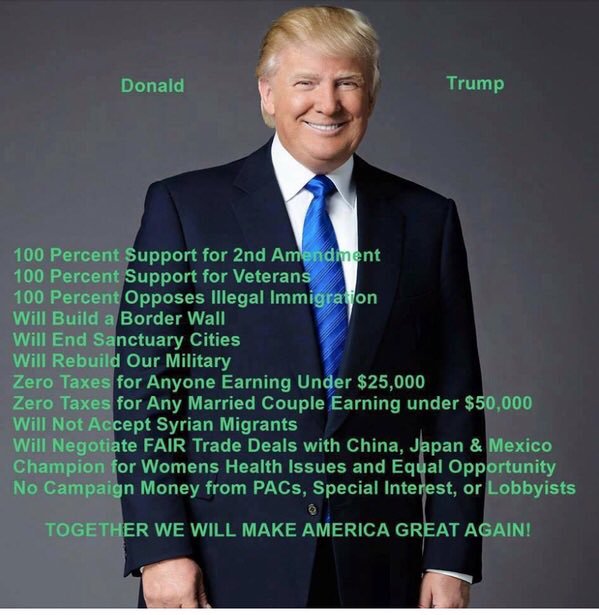 Donald Trump
100 Percent Support for 2nd Amendment
100 Percent Support for Veterans
100 Percent Opposes Illegal Immigration
Will Build a Border Wall
Will End Sanctuary Cities
Will Rebuild Our Military
Zero Taxes for Anyone Earning Under $25,000
Zero Taxes for Any Married Couple Earning under $50,000
Will Not Accept Syrian Migrants
Will Negotiate FAIR Trade Deals with China, Japan & Mexico
Champion for Womens Health Issues and Equal Opportunity
No Campaign Money from PACs, Special Interest, or Lobbyists
TOGETHER WE WILL MAKE AMERICA GREAT AGAIN!